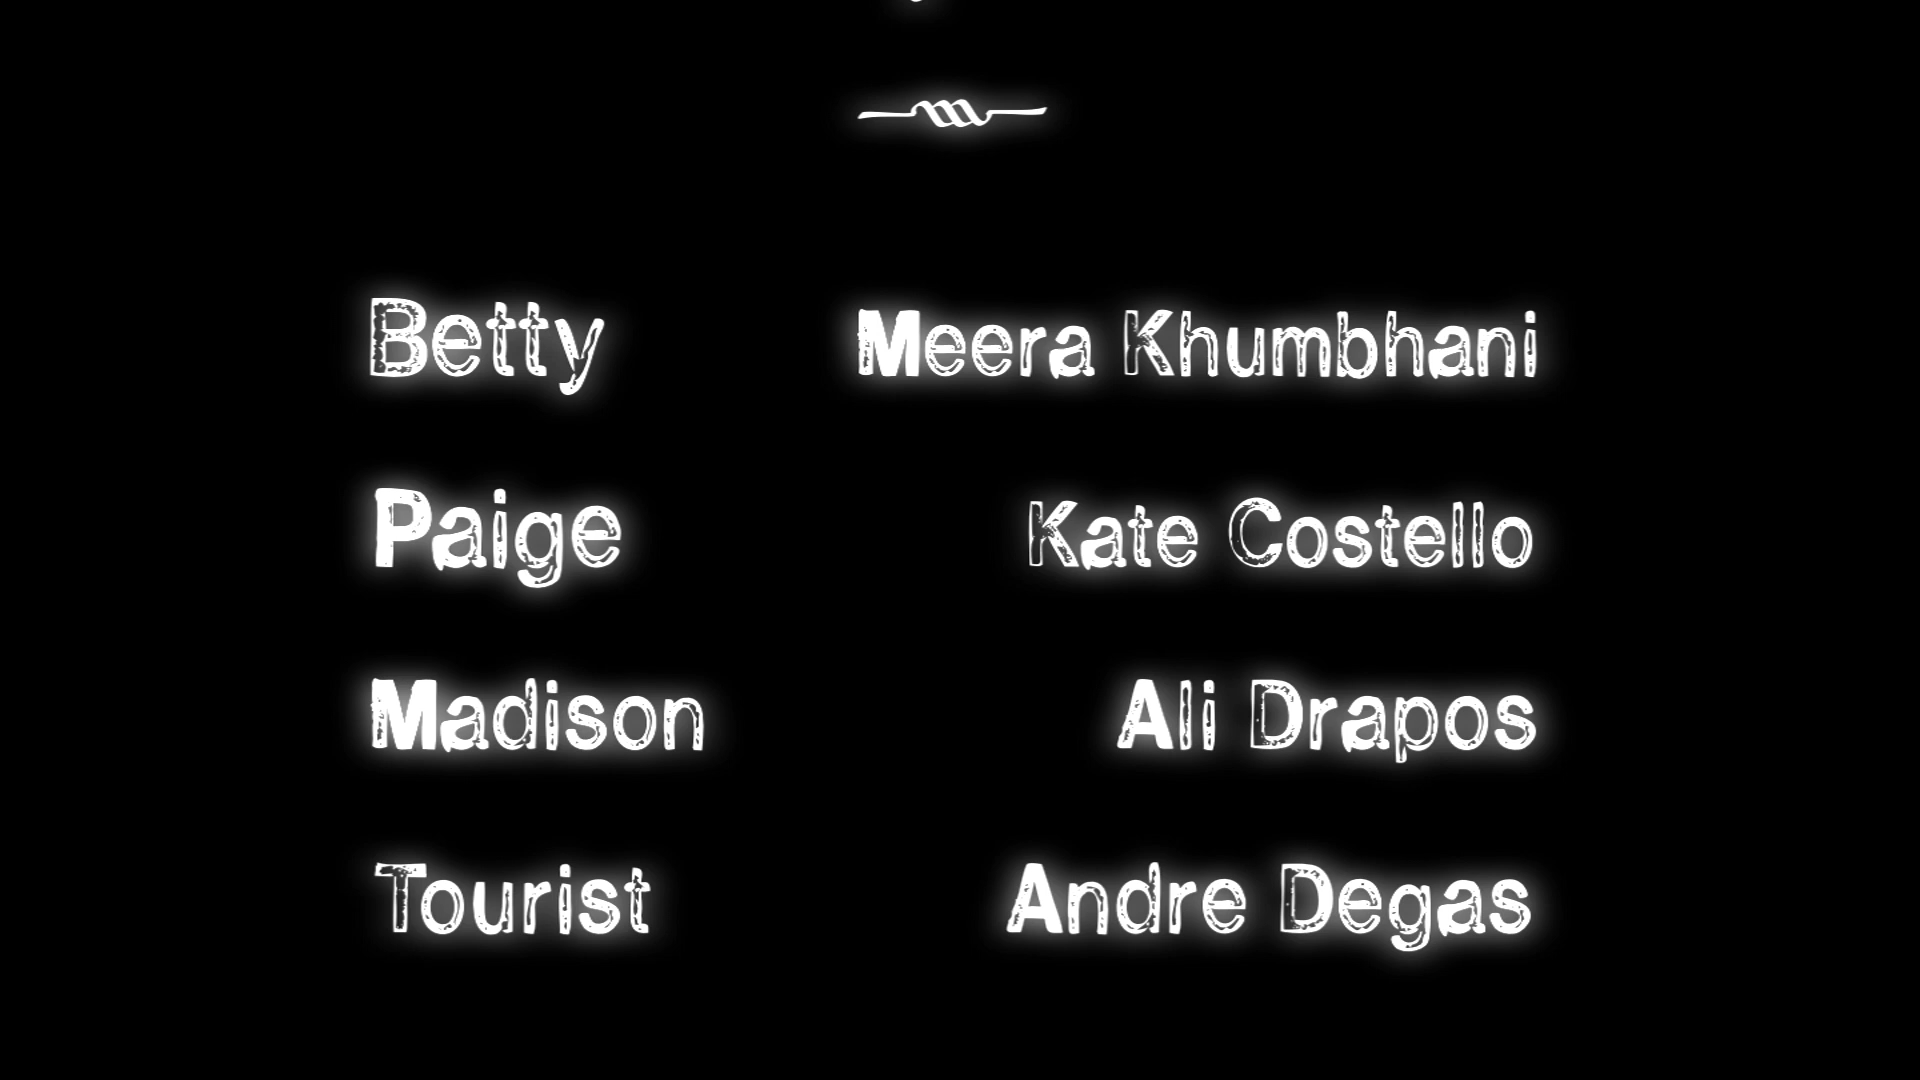 Betty Meera Khumbhani
Paige Kate Costello
Madison Ali Drapos
Tourist Andre Degas